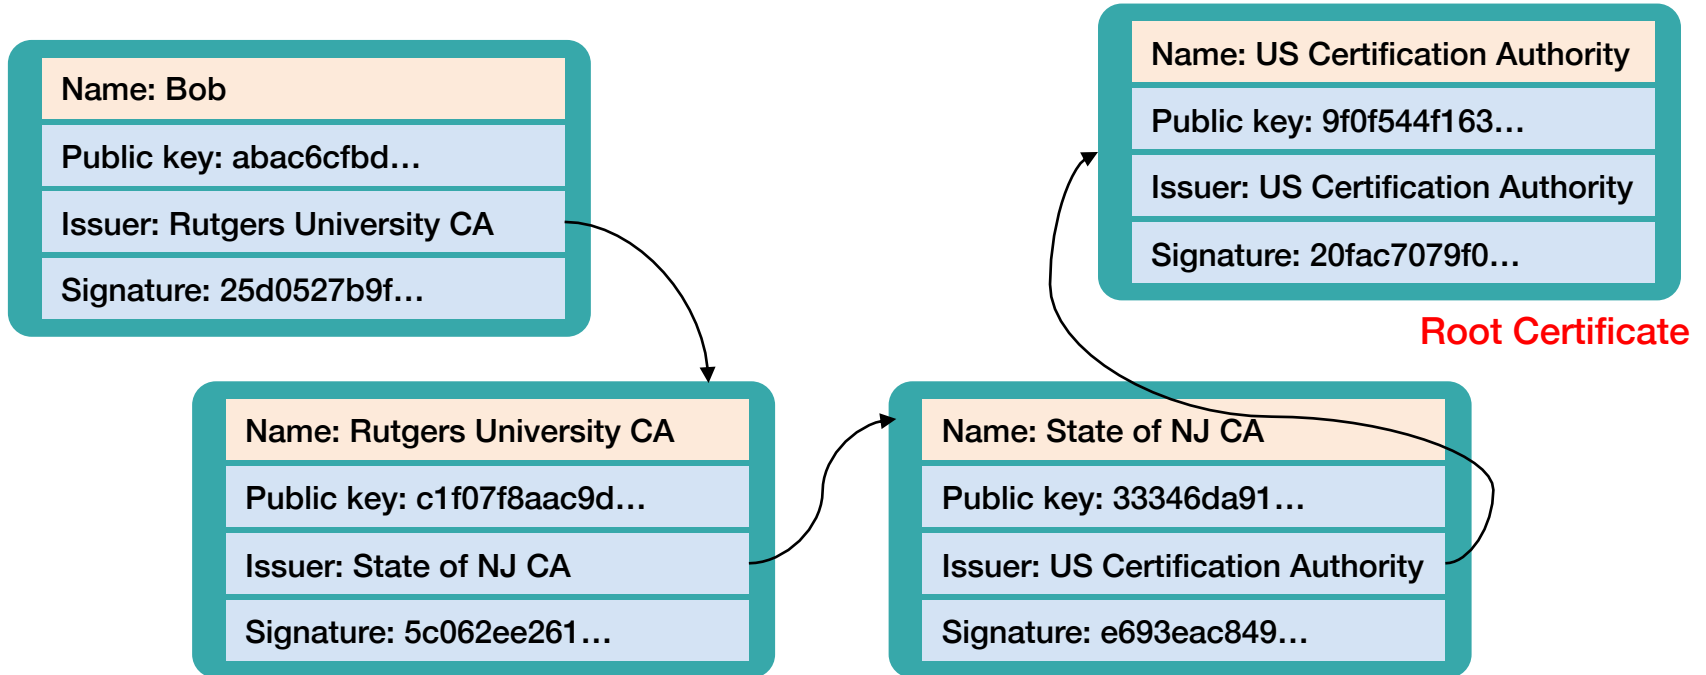 Name: Bob
Public key: abac6cfbd…
Issuer: Rutgers University CA
Signature: 25d0527b9f…
Name: Rutgers University CA
Public key: c1f07f8aac9d…
Issuer: State of NJ CA
Signature: 5c062ee261…
Name: State of NJ CA
Public key: 33346da91…
Issuer: US Certification Authority
Signature: e693eac849…
Name: US Certification Authority
Public key: 9f0f544f163…
Issuer: US Certification Authority
Signature: 20fac7079f0…
Root Certificate